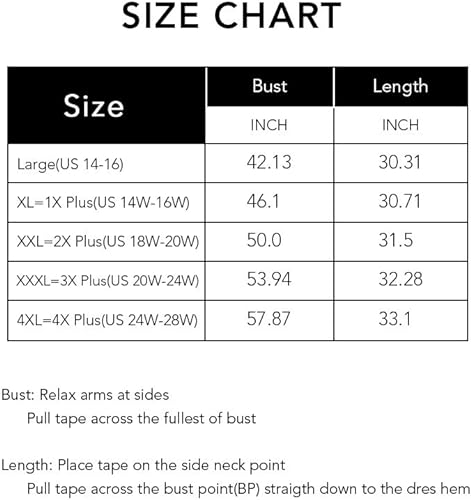 SIZE CHART
Size Bust Length
INCH INCH
Large(US 14-16) 42.13 30.31
XL=1X Plus(US 14W-16W) 46.1 30.71
XXL=2X Plus(US 18W-20W) 50.0 31.5
XXXL=3X Plus(US 20W-24W) 53.94 32.28
4XL=4X Plus(US 24W-28W) 57.87 33.1
Bust: Relax arms at sides
Pull tape across the fullest of bust
Length: Place tape on the side neck point
Pull tape across the bust point(BP) straigth down to the dres hem